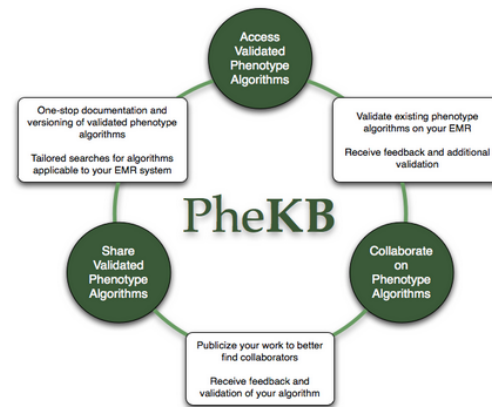 Access
Validated
Phenotype
Algorithms
One-stop documentation and
versioning of validated phenotype
algorithms
Tailored searches for algorithms
applicable to your EMR system
Validate existing phenotype
algorithms on your EMR
Receive feedback and additional
validation
PheKB
Share
Validated
Phenotype
Algorithms
Collaborate
on
Phenotype
Algorithms
Publicize your work to better
find collaborators
Receive feedback and
validation of your algorithm